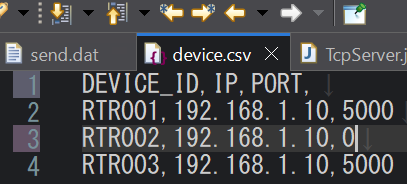 send.dat device.csv TcpServer.j
1 DEVICE_ID,IP,PORT,↓
2 RTR001,192.168.1.10,5000
3 RTR002,192.168.1.10,0↓
4 RTR003,192.168.1.10,5000